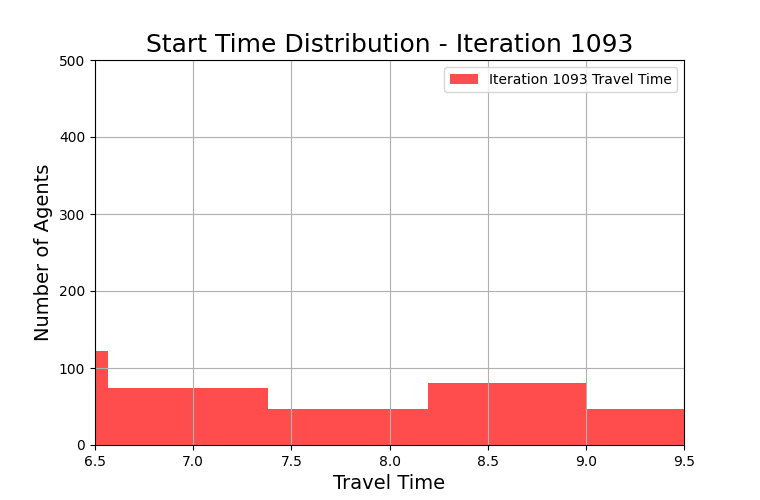 Start Time Distribution - Iteration 1093
Iteration 1093 Travel Time
Number of Agents
500
400
300
200
100
0
6.5 7.0 7.5 8.0 8.5 9.0 9.5
Travel Time